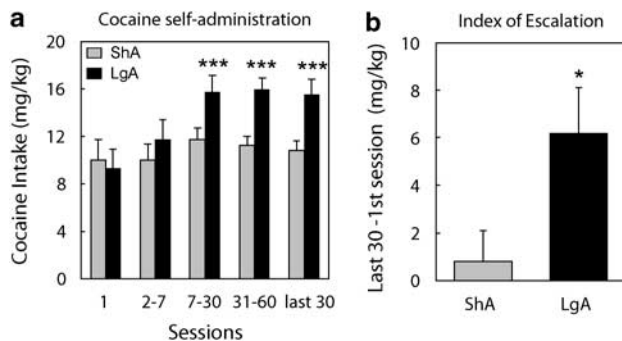 a
Cocaine self-administration
ShA
LgA
*** *** ***
20
16
12
8
4
0
Cocaine Intake (mg/kg)
1 2-7 7-30 31-60 last 30
Sessions
b
Index of Escalation
10
8
6
4
2
0
Last 30 -1st session (mg/kg)
*
ShA LgA